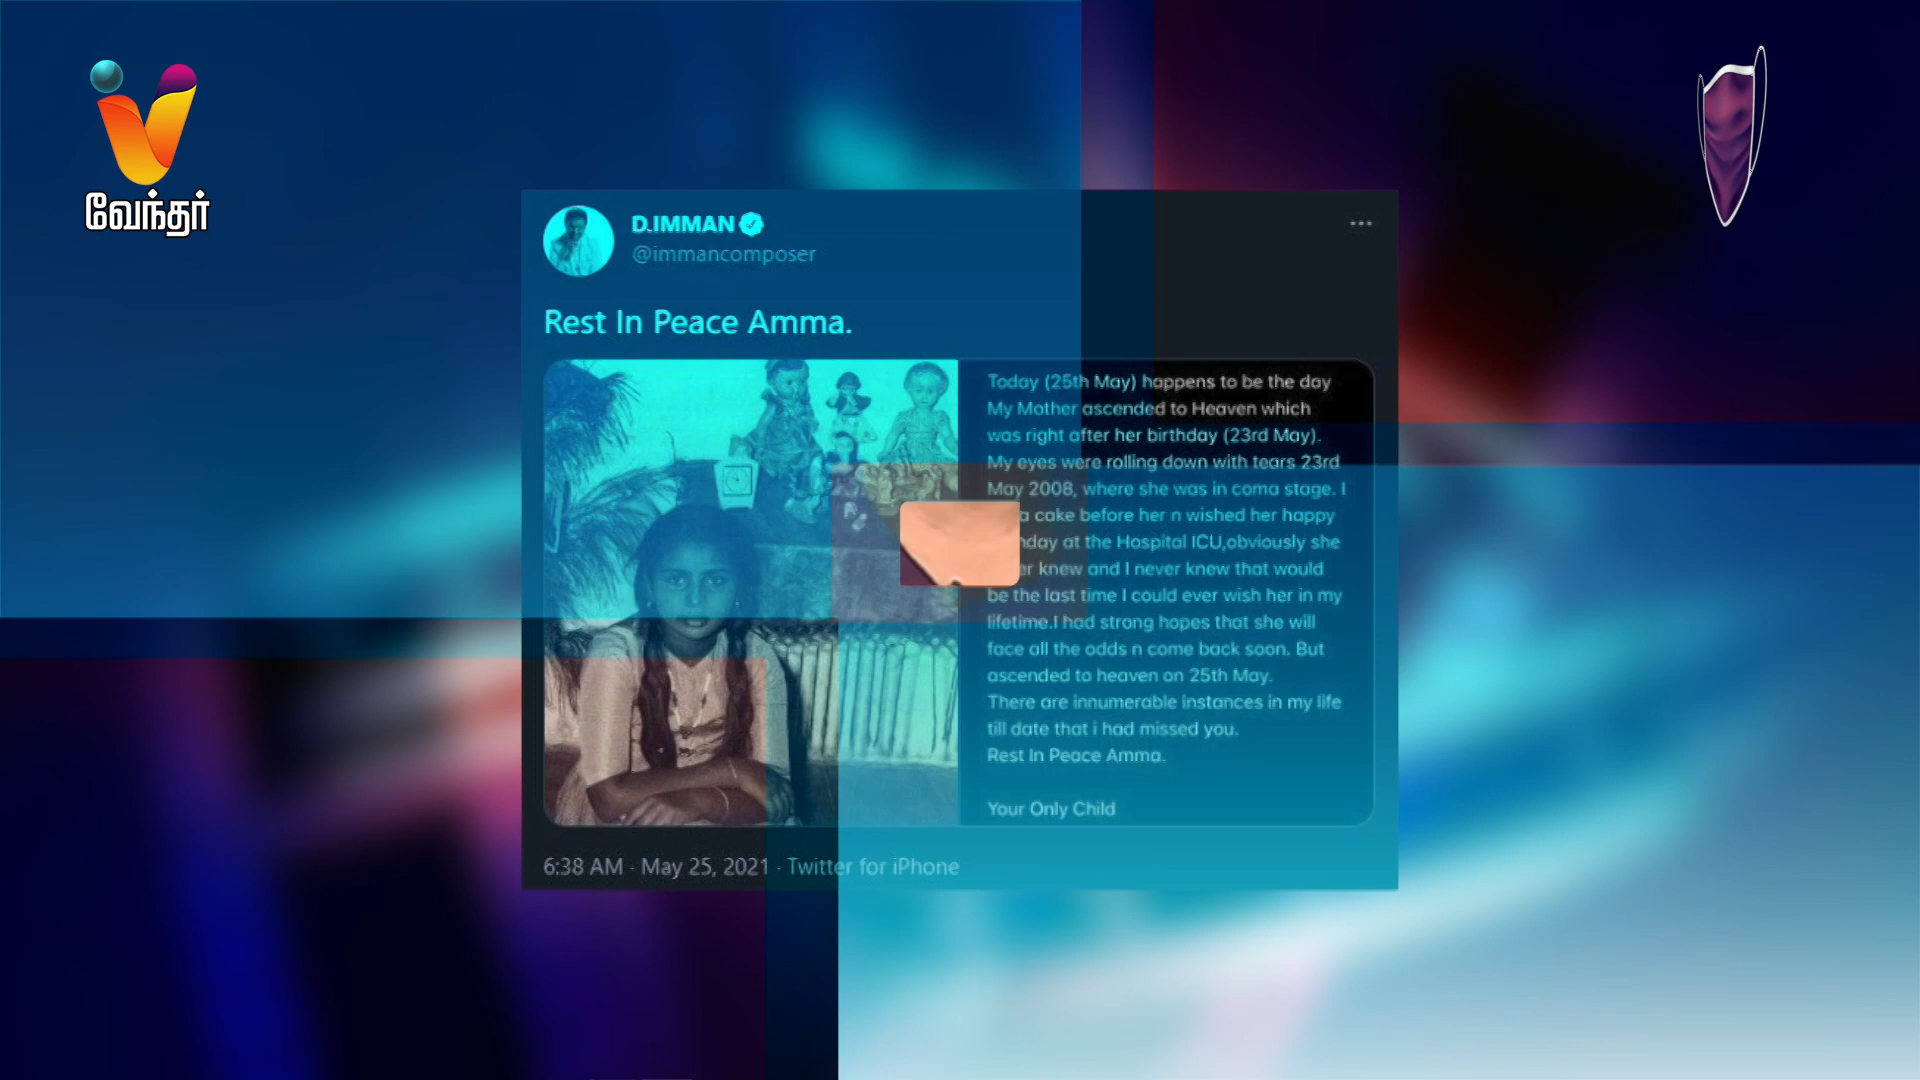 வேந்தர்
D.IMMAN
@immancomposer
Rest In Peace Amma.
Today (25th May) happens to be the day
My Mother ascended to Heaven which
was right after her birthday (23rd May).
My eyes were rolling down with tears 23rd
May 2008, where she was in coma stage. I
a cake before her n wished her happy
at the Hospital ICU,obviously she
knew and I never knew that would
be the last time I could ever wish her in my
lifetime.I had strong hopes that she will
face all the odds n come back soon. But
ascended to heaven on 25th May.
There are innumerable instances in my life
till date that i had missed you.
Rest In Peace Amma.
Your Only Child
6:38 AM · May 25, 2021 · Twitter for iPhone